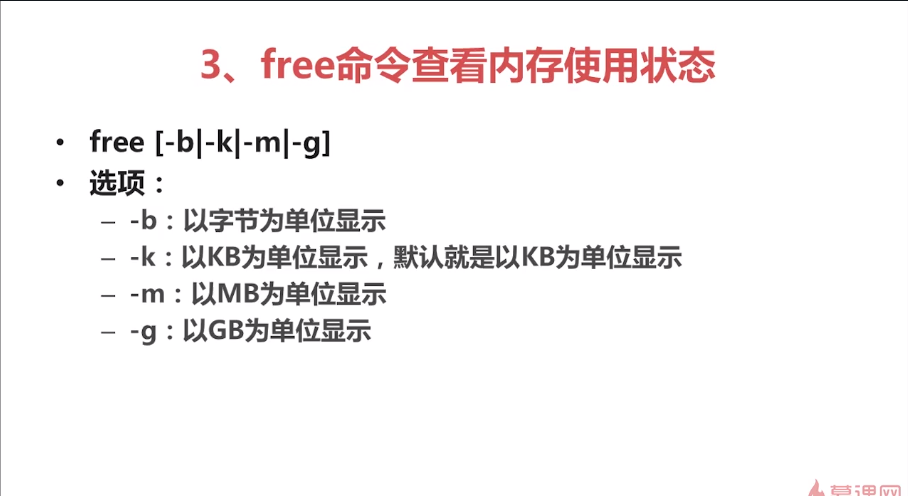 3、free命令查看内存使用状态
• free [-b|-k|-m|-g]
• 选项：
– -b：以字节为单位显示
– -k：以KB为单位显示，默认就是以KB为单位显示
– -m：以MB为单位显示
– -g：以GB为单位显示
慕课网